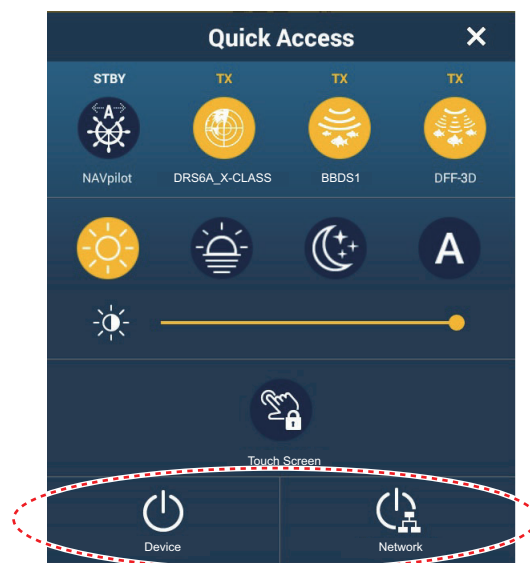 Quick Access
STBY TX TX TX
A
NAVpilot DRS6A_X-CLASS BBDS1 DFF-3D
A
Touch Screen
Device Network